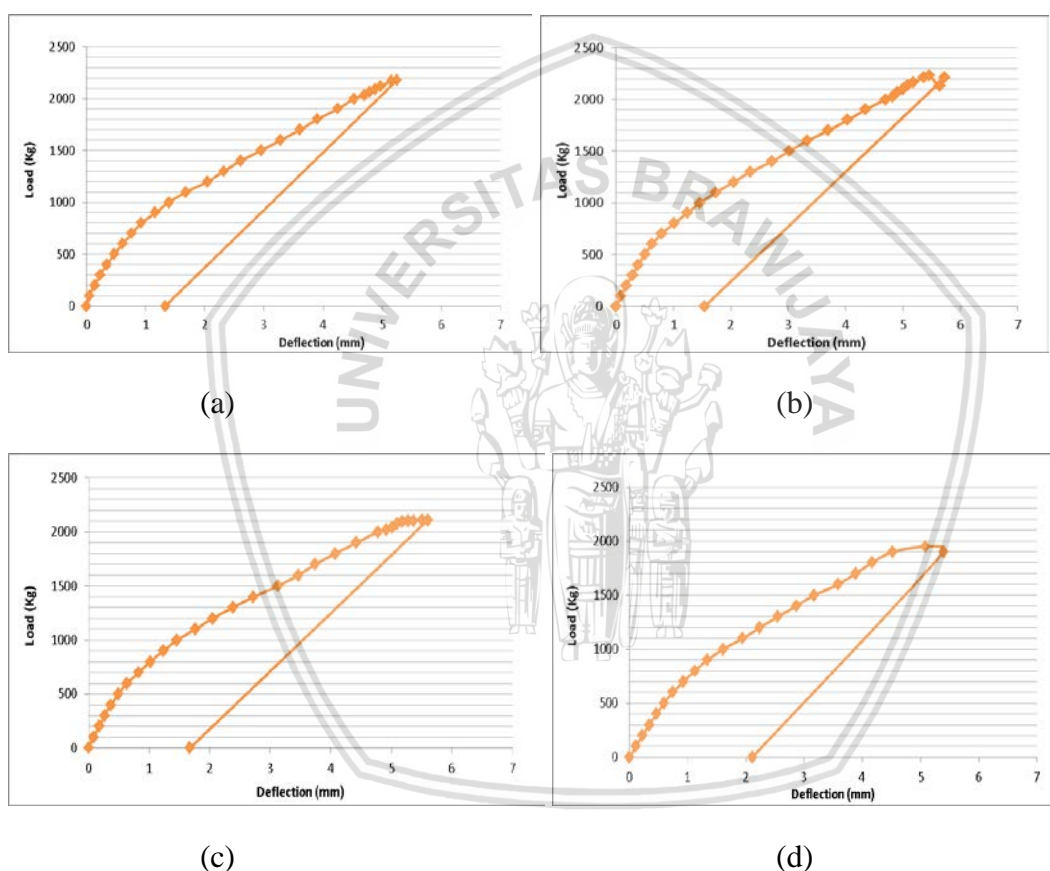 2500
2000
1500
1000
500
0
Load (Kg)
0 1 2 3 4 5 6 7
Deflection (mm)
(a)
2500
2000
1500
1000
500
0
Load (Kg)
0 1 2 3 4 5 6 7
Deflection (mm)
(b)
UNIVERSITAS BRAWIJAYA
2500
2000
1500
1000
500
0
Load (Kg)
0 1 2 3 4 5 6 7
Deflection (mm)
(c)
2500
2000
1500
1000
500
0
Load (Kg)
0 1 2 3 4 5 6 7
Deflection (mm)
(d)